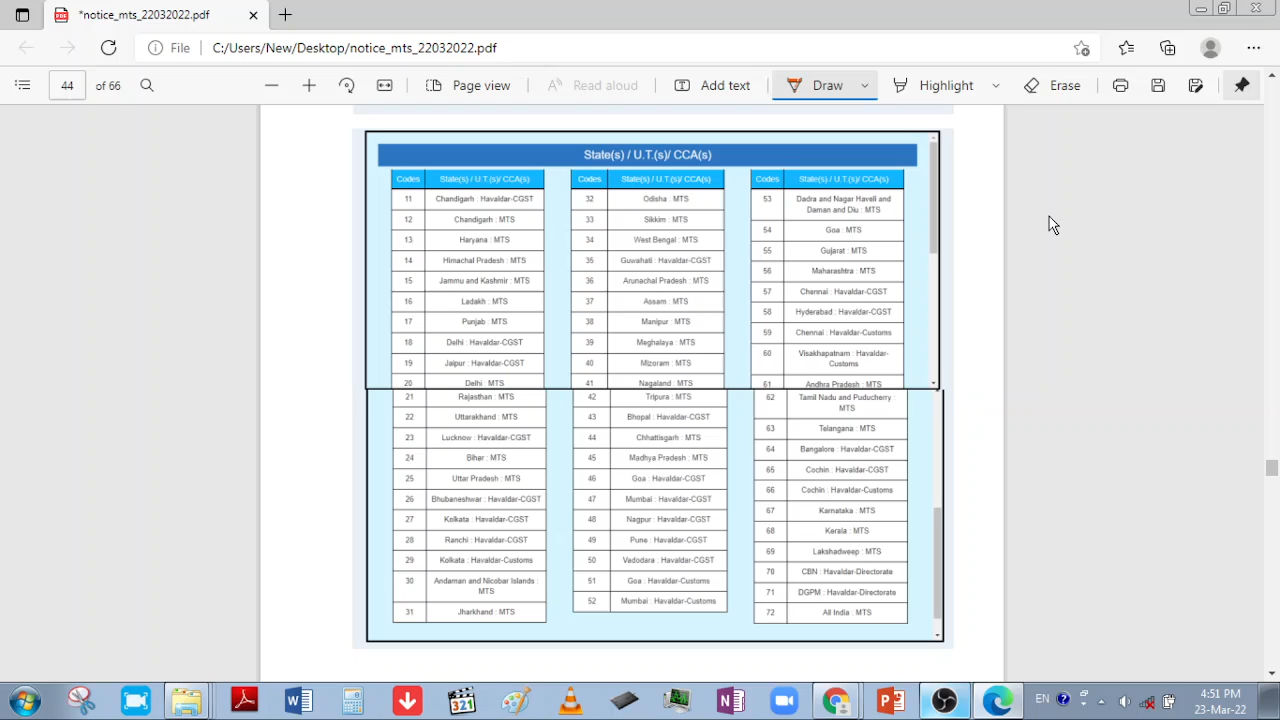 *notice_mts_22032022.pdf
File C:/Users/New/Desktop/notice_mts_22032022.pdf
44 of 66 Page view Read aloud Add text Draw Highlight Erase
State(s) / U.T.(s)/ CCA(s)
Codes State(s) / U.T.(s)/ CCA(s)
11 Chandigarh : Havaldar-CGST
12 Chandigarh : MTS
13 Haryana : MTS
14 Himachal Pradesh : MTS
15 Jammu and Kashmir : MTS
16 Ladakh : MTS
17 Punjab : MTS
18 Delhi : Havaldar-CGST
19 Jaipur : Havaldar-CGST
20 Delhi : MTS
21 Rajasthan : MTS
22 Uttarakhand : MTS
23 Lucknow : Havaldar-CGST
24 Bihar : MTS
25 Uttar Pradesh : MTS
26 Bhubaneshwar : Havaldar-CGST
27 Kolkata : Havaldar-CGST
28 Ranchi : Havaldar-CGST
29 Kolkata : Havaldar-Customs
30 Andaman and Nicobar Islands :
MTS
31 Jharkhand : MTS
Codes State(s) / U.T.(s)/ CCA(s)
32 Odisha : MTS
33 Sikkim : MTS
34 West Bengal : MTS
35 Guwahati : Havaldar-CGST
36 Arunachal Pradesh : MTS
37 Assam : MTS
38 Manipur : MTS
39 Meghalaya : MTS
40 Mizoram : MTS
41 Nagaland : MTS
42 Tripura : MTS
43 Bhopal : Havaldar-CGST
44 Chhattisgarh : MTS
45 Madhya Pradesh : MTS
46 Goa : Havaldar-CGST
47 Mumbai : Havaldar-CGST
48 Nagpur : Havaldar-CGST
49 Pune : Havaldar-CGST
50 Vadodara : Havaldar-CGST
51 Goa : Havaldar-Customs
52 Mumbai : Havaldar-Customs
Codes State(s) / U.T.(s)/ CCA(s)
53 Dadra and Nagar Haveli and
Daman and Diu : MTS
54 Goa : MTS
55 Gujarat : MTS
56 Maharashtra : MTS
57 Chennai : Havaldar-CGST
58 Hyderabad : Havaldar-CGST
59 Chennai : Havaldar-Customs
60 Visakhapatnam : Havaldar-
Customs
61 Andhra Pradesh : MTS
62 Tamil Nadu and Puducherry :
MTS
63 Telangana : MTS
64 Bangalore : Havaldar-CGST
65 Cochin : Havaldar-CGST
66 Cochin : Havaldar-Customs
67 Karnataka : MTS
68 Kerala : MTS
69 Lakshadweep : MTS
70 CBN : Havaldar-Directorate
71 DGPM : Havaldar-Directorate
72 All India : MTS
321
EN
4:51 PM
23-Mar-22